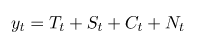 y_t = T_t + S_t + C_t + N_t